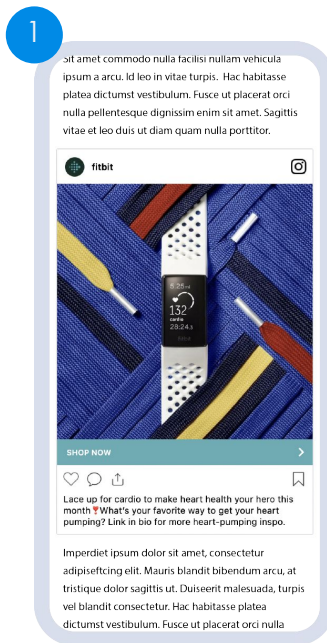 1
Sit amet commodo nulla facilisi nullam vehicula
ipsum a arcu. Id leo in vitae turpis.  Hac habitasse
platea dictumst vestibulum. Fusce ut placerat orci
nulla pellentesque dignissim enim sit amet. Sagittis
vitae et leo duis ut diam quam nulla porttitor.
fitbit
8.25
132
cardio
28:24
fitbit
SHOP NOW
Lace up for cardio to make heart health your hero this
month❣What's your favorite way to get your heart
pumping? Link in bio for more heart-pumping inspo.
Imperdiet ipsum dolor sit amet, consectetur
adipiseftcing elit. Mauris blandit bibendum arcu, at
tristique dolor sagittis ut. Duiseerit malesuada, turpis
vel blandit consectetur. Hac habitasse platea
dictumst vestibulum. Fusce ut placerat orci nulla